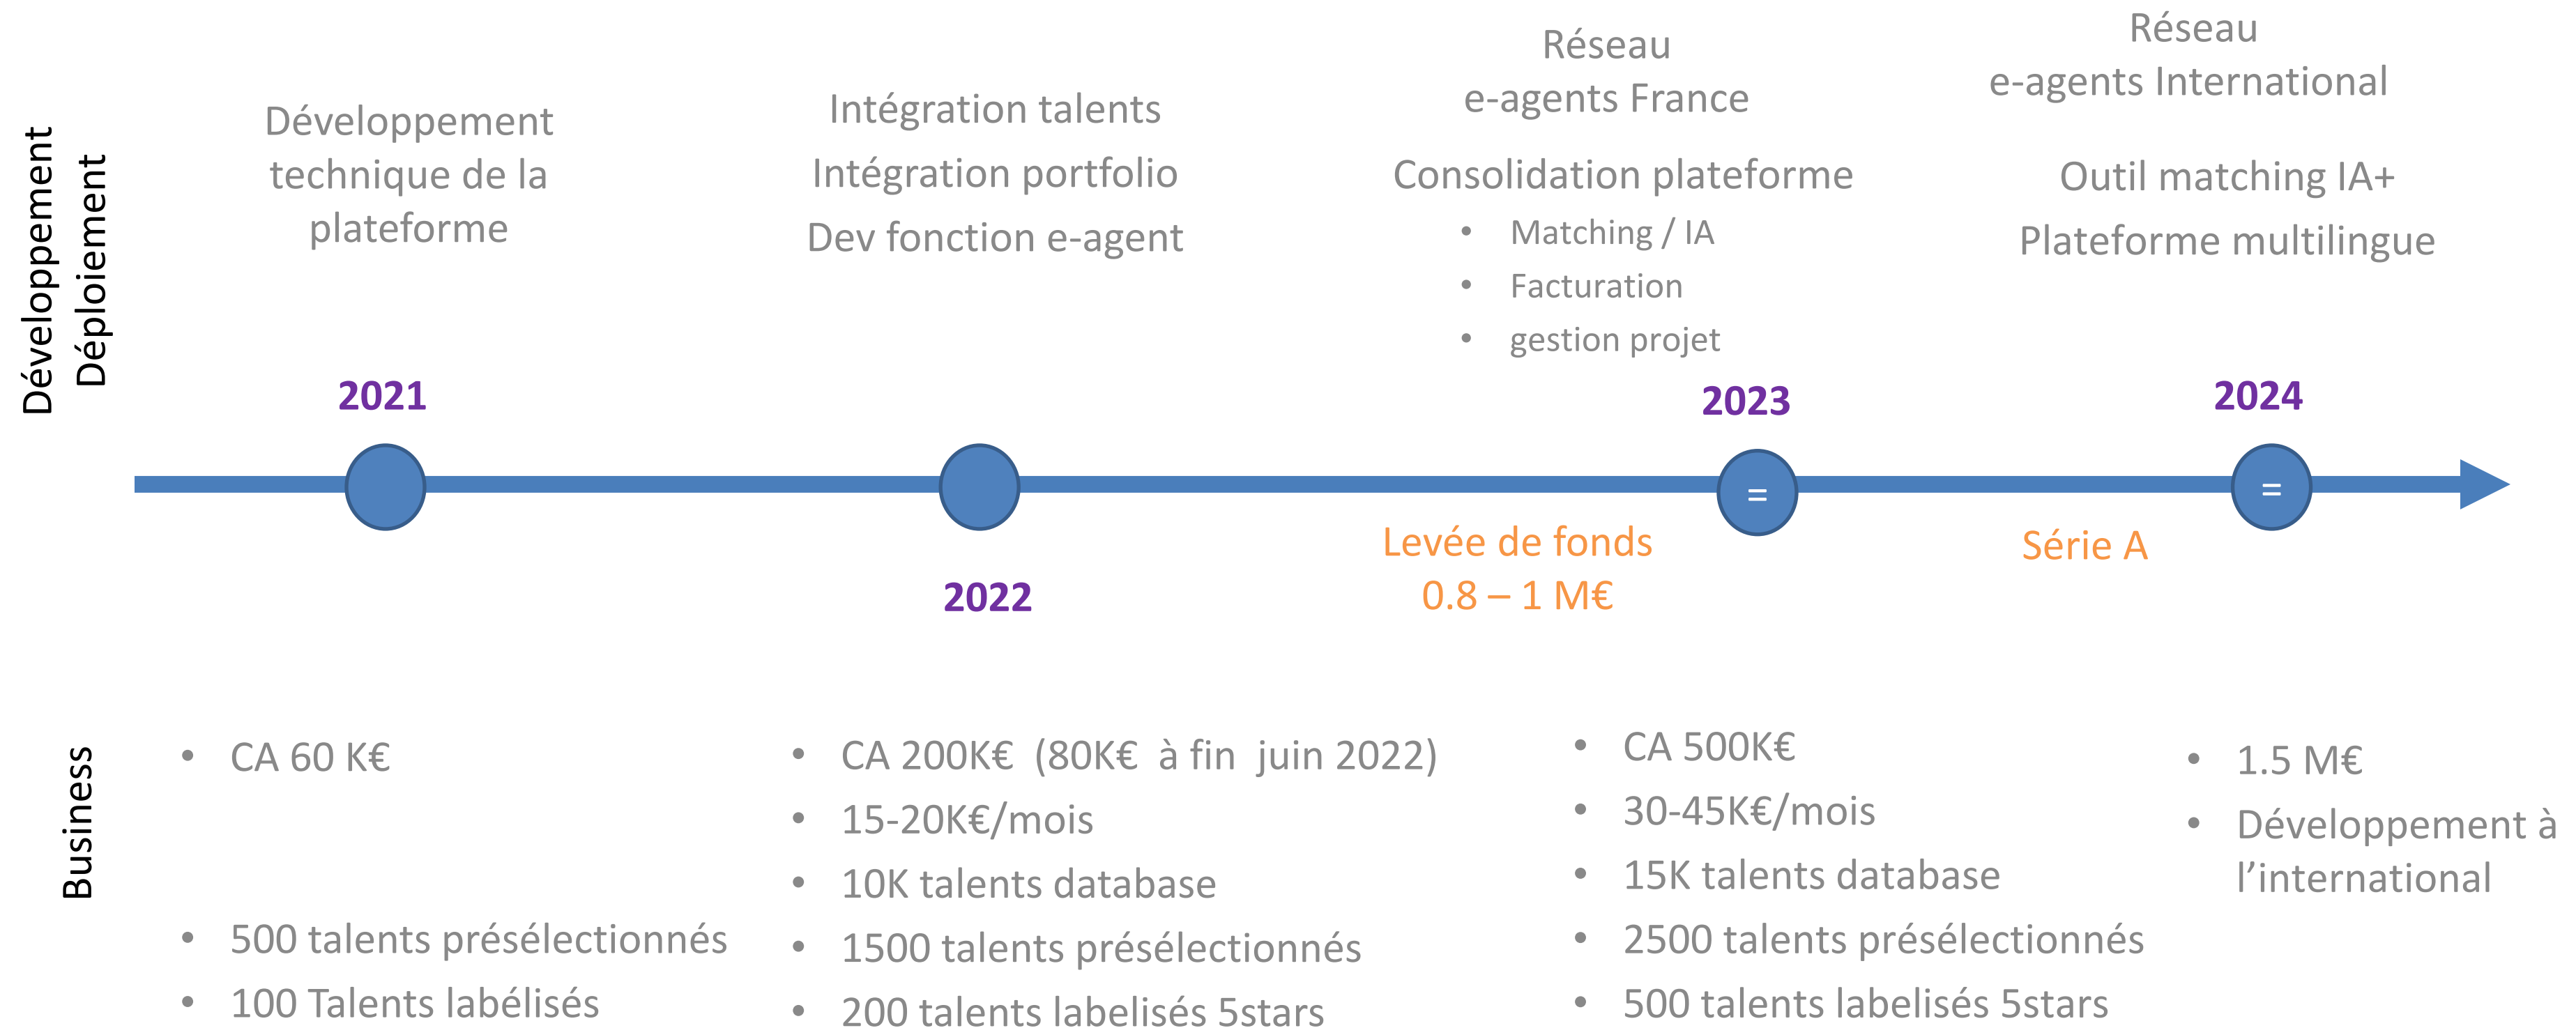 Développement
Déploiement
Développement
technique de la
plateforme
2021
Intégration talents
Intégration portfolio
Dev fonction e-agent
2022
Réseau
e-agents France
Consolidation plateforme
• Matching / IA
• Facturation
• gestion projet
2023
Réseau
e-agents International
Outil matching IA+
Plateforme multilingue
2024
=
=
Levée de fonds
0.8 – 1 M€
Série A
Business
• CA 60 K€
• 500 talents présélectionnés
• 100 Talents labélisés
• CA 200K€ (80K€ à fin juin 2022)
• 15-20K€/mois
• 10K talents database
• 1500 talents présélectionnés
• 200 talents labelisés 5stars
• CA 500K€
• 30-45K€/mois
• 15K talents database
• 2500 talents présélectionnés
• 500 talents labelisés 5stars
• 1.5 M€
• Développement à
l’international